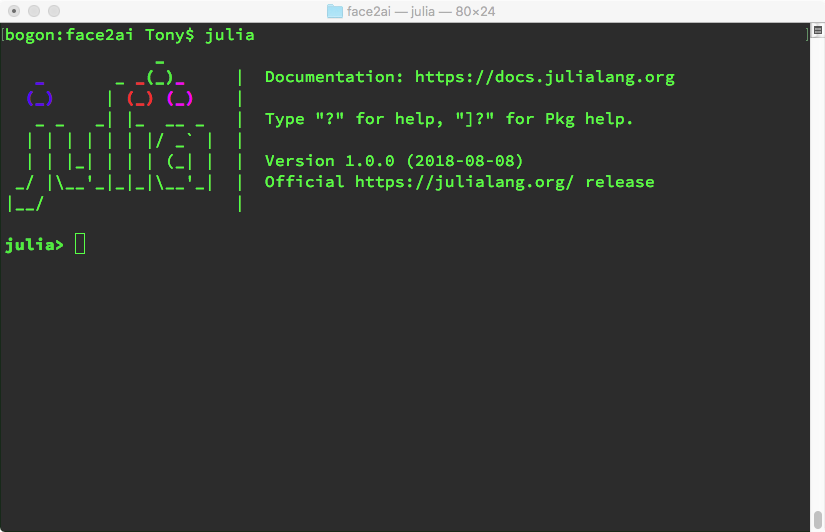 face2ai — julia — 80×24
bogon:face2ai Tony$ julia
               _
   _       _ _(_)_     |  Documentation: https://docs.julialang.org
  (_)     | (_) (_)    |
   _ _   _| |_  __ _   |  Type "?" for help, "]?" for Pkg help.
  | | | | | | |/ _` |  |
  | | |_| | | | (_| |  |  Version 1.0.0 (2018-08-08)
 _/ |\__'_|_|_|\__'_|  |  Official https://julialang.org/ release
|__/                   |
julia>